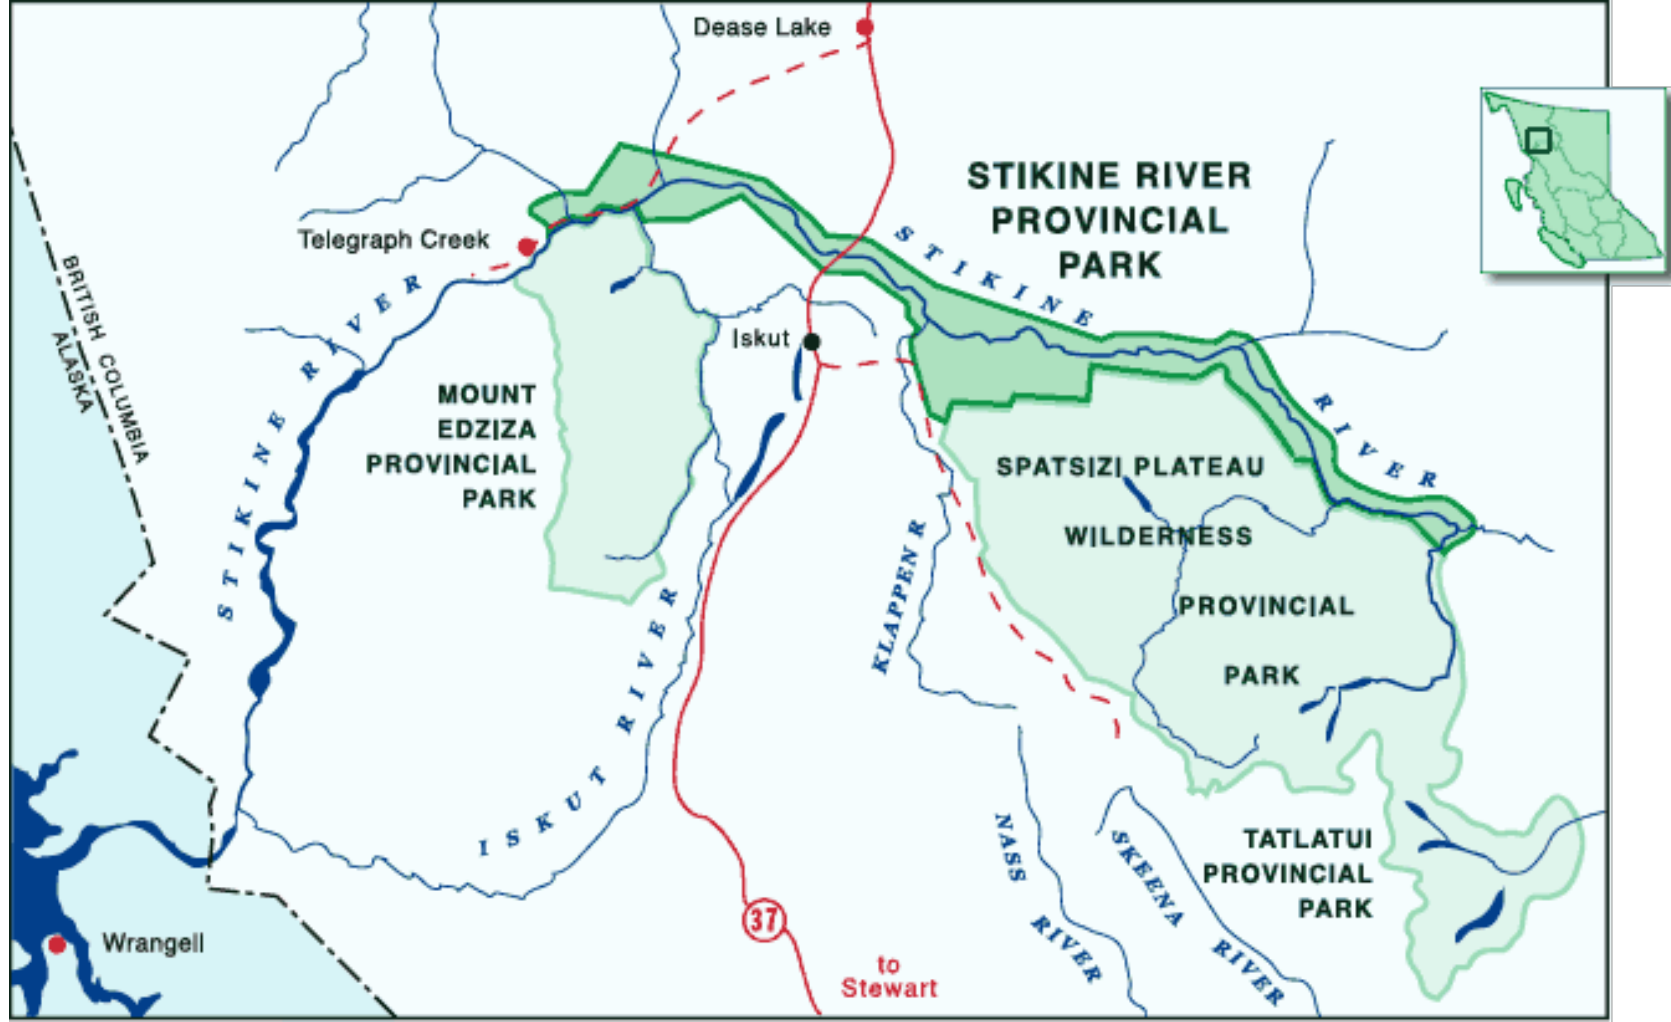 Dease Lake
STIKINE RIVER
PROVINCIAL
PARK
Telegraph Creek
STIKINE RIVER
BRITISH COLUMBIA
ALASKA
Iskut
MOUNT
EDZIZA
PROVINCIAL
PARK
STIKINE RIVER
SPATSIZI PLATEAU
WILDERNESS
PROVINCIAL
PARK
KLAPPEN R
ISKUT RIVER
NASS RIVER
SKEENA RIVER
TATLATUI
PROVINCIAL
PARK
37
to
Stewart
Wrangell